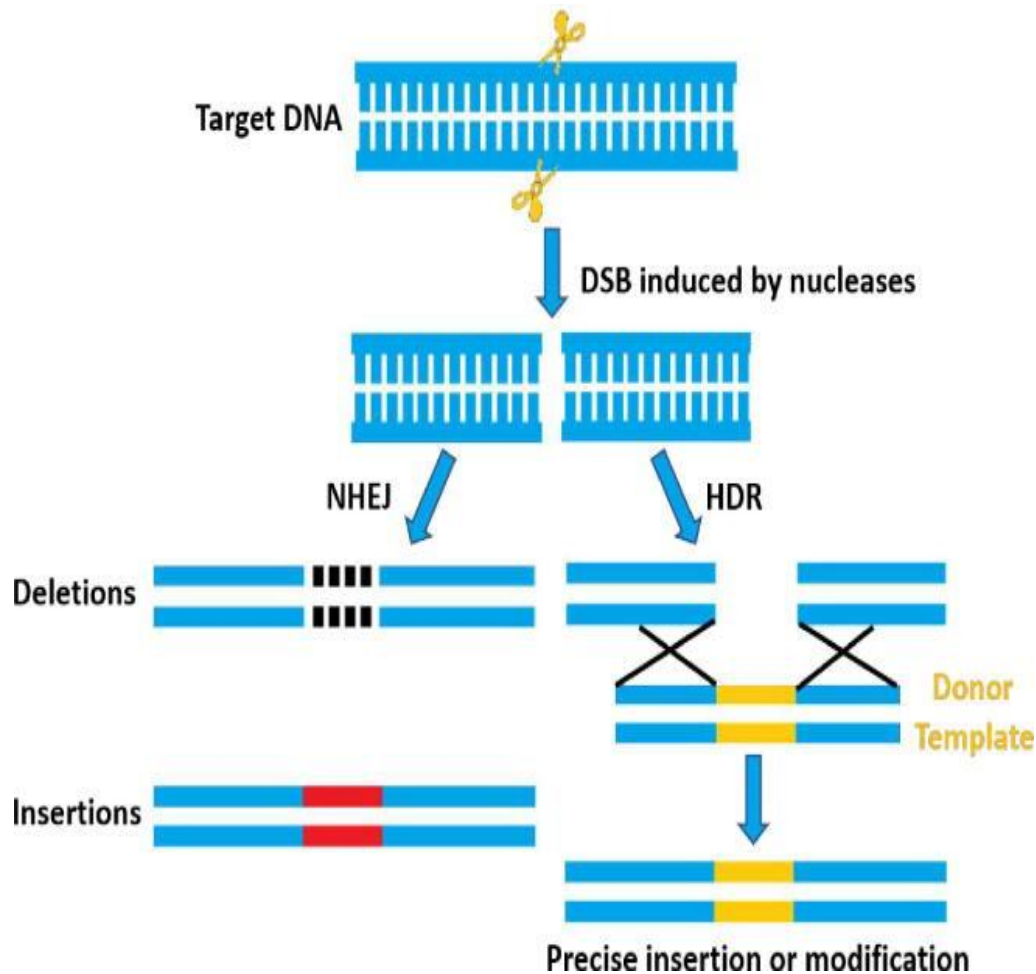 Target DNA
DSB induced by nucleases
NHEJ
HDR
Deletions
Donor
Template
Insertions
Precise insertion or modification